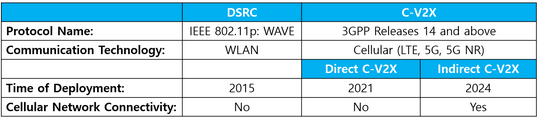 DSRC C-V2X
Protocol Name: IEEE 802.11p: WAVE 3GPP Releases 14 and above
Communication Technology: WLAN Cellular (LTE, 5G, 5G NR)
Direct C-V2X Indirect C-V2X
Time of Deployment: 2015 2021 2024
Cellular Network Connectivity: No No Yes